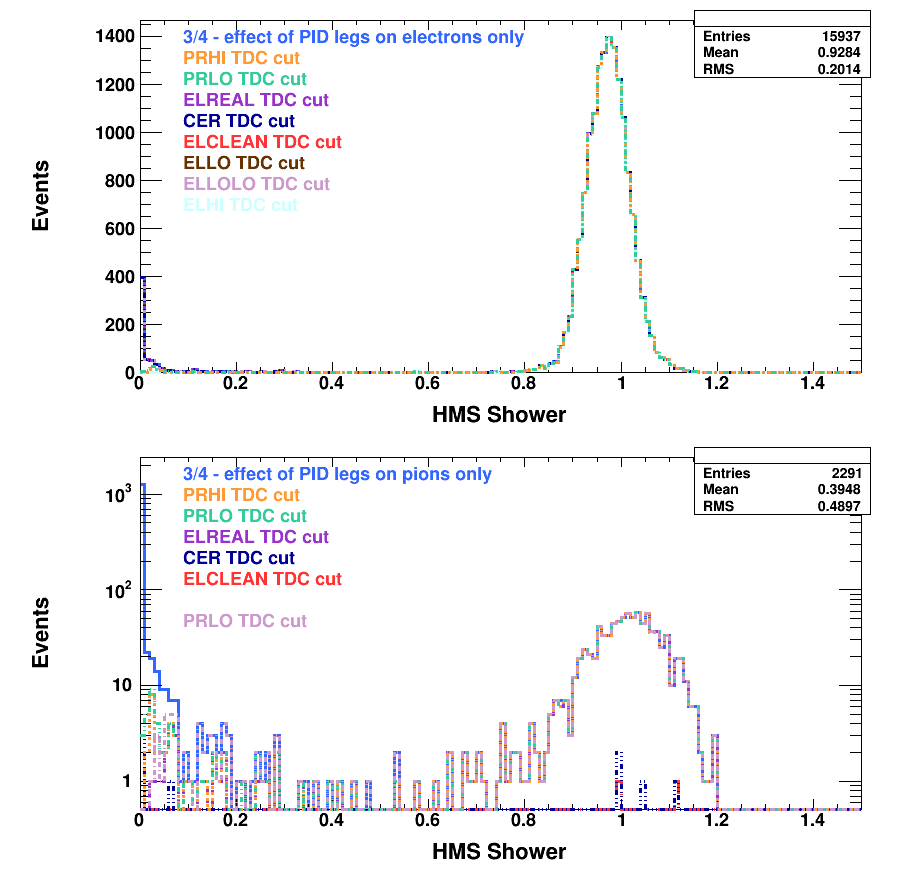 3/4 - effect of PID legs on electrons only
PRHI TDC cut
PRLO TDC cut
ELREAL TDC cut
CER TDC cut
ELCLEAN TDC cut
ELLO TDC cut
ELLOLO TDC cut
ELHI TDC cut
Entries 15937
Mean 0.9284
RMS 0.2014
1400
1200
1000
800
600
400
200
0
Events
0 0.2 0.4 0.6 0.8 1 1.2 1.4
HMS Shower
3/4 - effect of PID legs on pions only
PRHI TDC cut
PRLO TDC cut
ELREAL TDC cut
CER TDC cut
ELCLEAN TDC cut
PRLO TDC cut
Entries 2291
Mean 0.3948
RMS 0.4897
10³
10²
10
1
Events
0 0.2 0.4 0.6 0.8 1 1.2 1.4
HMS Shower